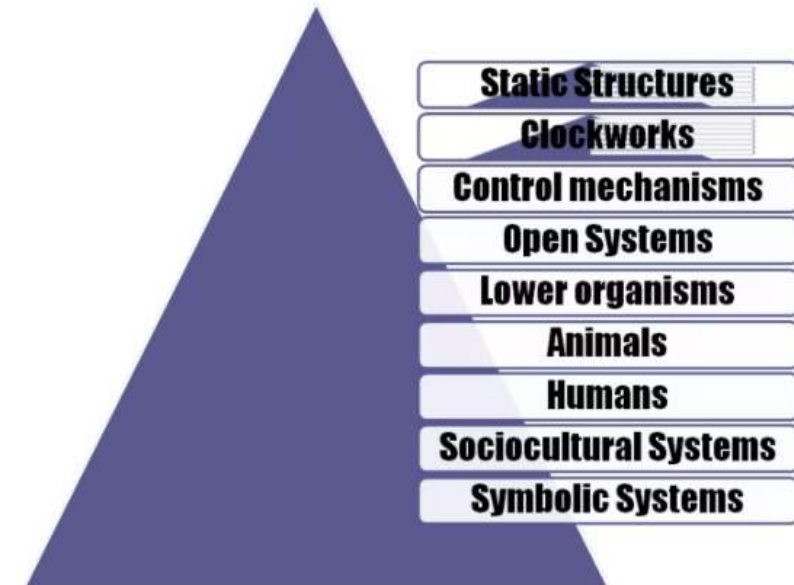 Static Structures
Clockworks
Control mechanisms
Open Systems
Lower organisms
Animals
Humans
Sociocultural Systems
Symbolic Systems